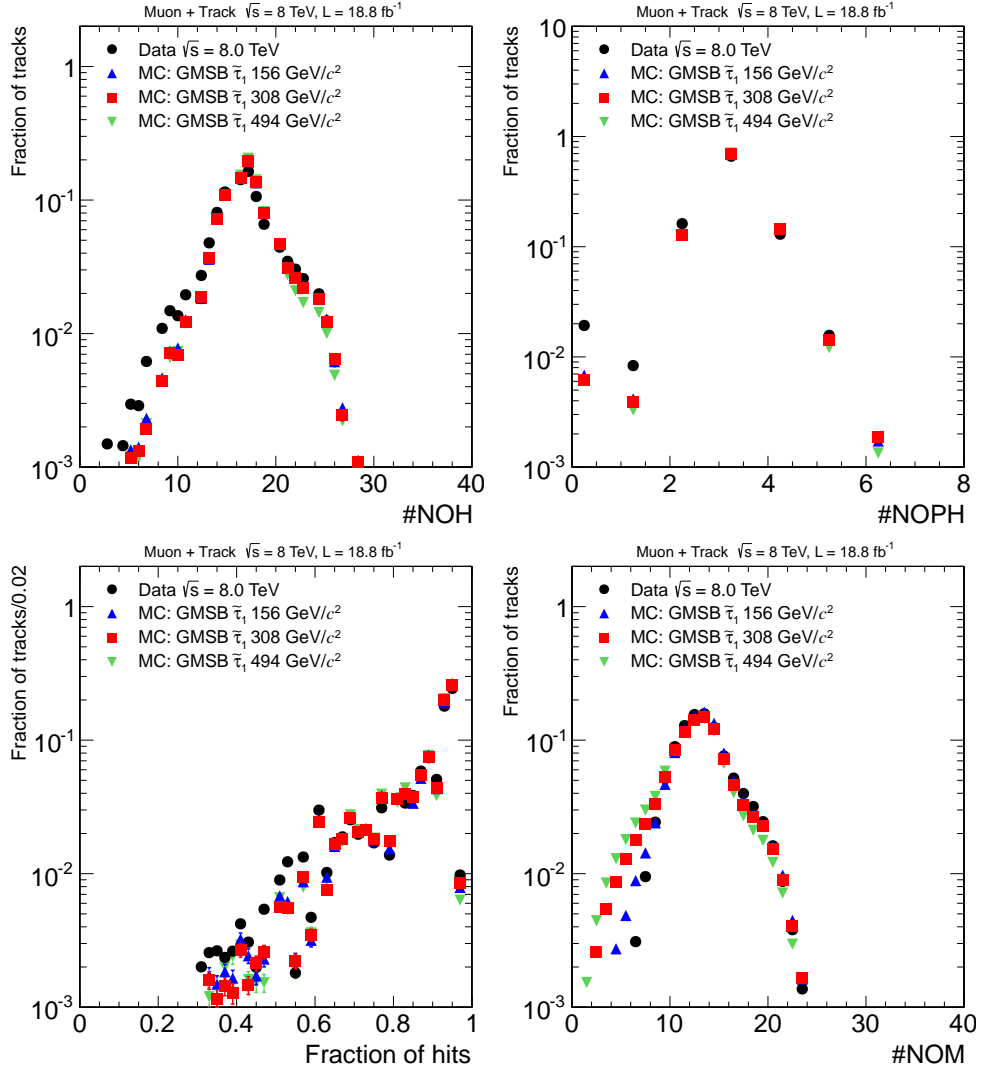 Muon + Track √s = 8 TeV, L = 18.8 fb⁻¹
Fraction of tracks
Data √s = 8.0 TeV
MC: GMSB τ̃₁ 156 GeV/c²
MC: GMSB τ̃₁ 308 GeV/c²
MC: GMSB τ̃₁ 494 GeV/c²
1
10⁻¹
10⁻²
10⁻³
0 10 20 30 40
#NOH
Muon + Track √s = 8 TeV, L = 18.8 fb⁻¹
Fraction of tracks
Data √s = 8.0 TeV
MC: GMSB τ̃₁ 156 GeV/c²
MC: GMSB τ̃₁ 308 GeV/c²
MC: GMSB τ̃₁ 494 GeV/c²
10
1
10⁻¹
10⁻²
10⁻³
0 2 4 6 8
#NOPH
Muon + Track √s = 8 TeV, L = 18.8 fb⁻¹
Fraction of tracks/0.02
Data √s = 8.0 TeV
MC: GMSB τ̃₁ 156 GeV/c²
MC: GMSB τ̃₁ 308 GeV/c²
MC: GMSB τ̃₁ 494 GeV/c²
1
10⁻¹
10⁻²
10⁻³
0 0.2 0.4 0.6 0.8 1
Fraction of hits
Muon + Track √s = 8 TeV, L = 18.8 fb⁻¹
Fraction of tracks
Data √s = 8.0 TeV
MC: GMSB τ̃₁ 156 GeV/c²
MC: GMSB τ̃₁ 308 GeV/c²
MC: GMSB τ̃₁ 494 GeV/c²
1
10⁻¹
10⁻²
10⁻³
0 10 20 30 40
#NOM